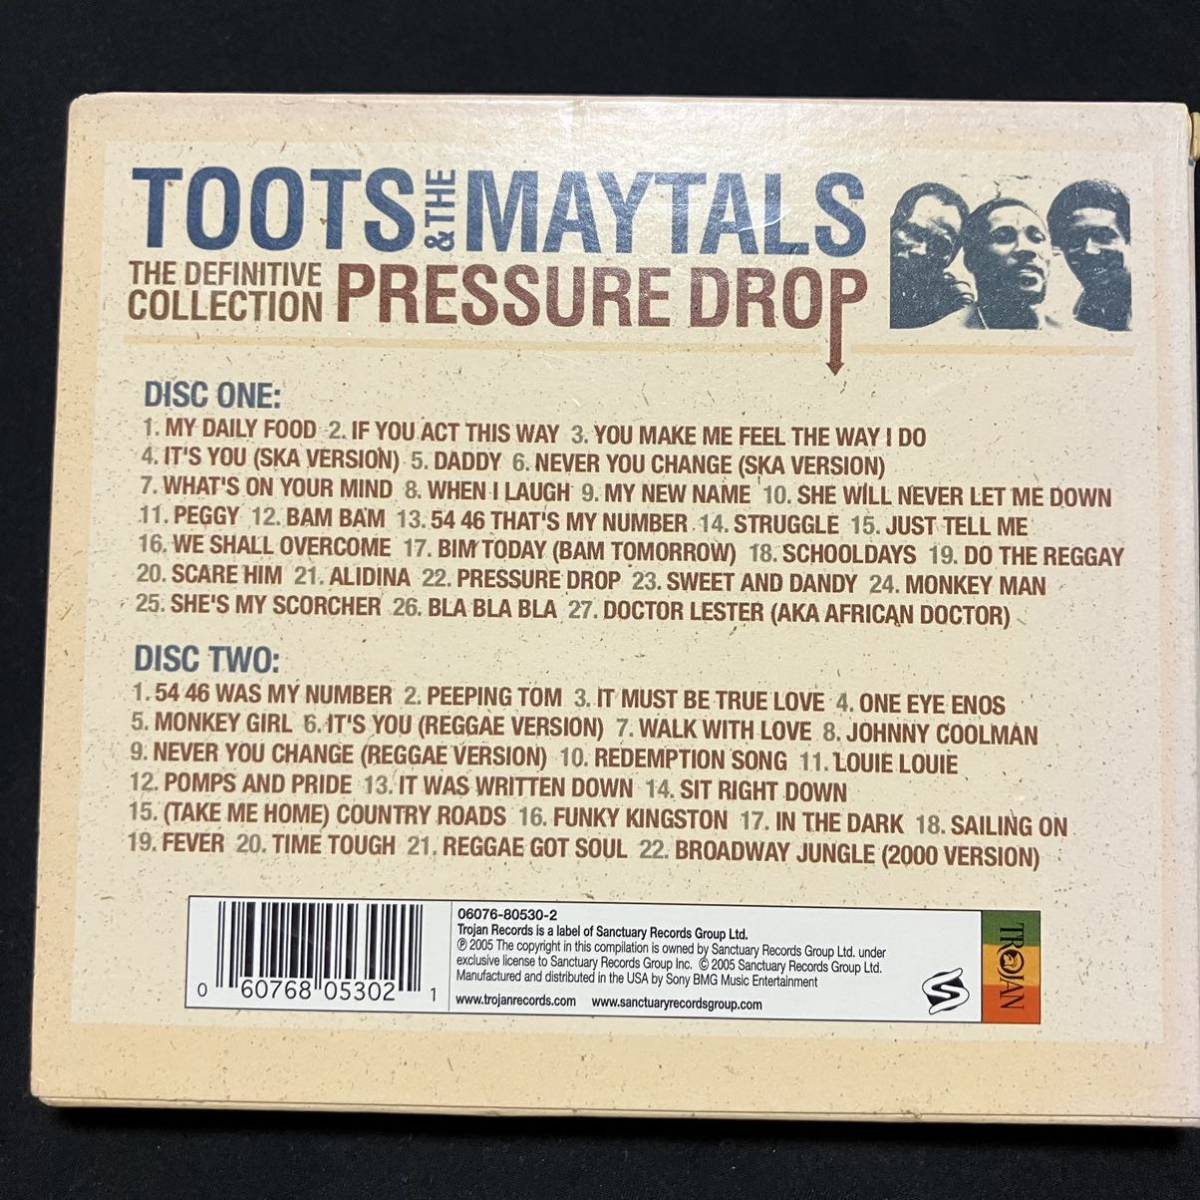 TOOTS & THE MAYTALS
THE DEFINITIVE COLLECTION PRESSURE DROP
DISC ONE:
1. MY DAILY FOOD 2. IF YOU ACT THIS WAY 3. YOU MAKE ME FEEL THE WAY I DO
4. IT'S YOU (SKA VERSION) 5. DADDY 6. NEVER YOU CHANGE (SKA VERSION)
7. WHAT'S ON YOUR MIND 8. WHEN I LAUGH 9. MY NEW NAME 10. SHE WILL NEVER LET ME DOWN
11. PEGGY 12. BAM BAM 13. 54 46 THAT'S MY NUMBER 14. STRUGGLE 15. JUST TELL ME
16. WE SHALL OVERCOME 17. BIM TODAY (BAM TOMORROW) 18. SCHOOLDAYS 19. DO THE REGGAY
20. SCARE HIM 21. ALIDINA 22. PRESSURE DROP 23. SWEET AND DANDY 24. MONKEY MAN
25. SHE'S MY SCORCHER 26. BLA BLA BLA 27. DOCTOR LESTER (AKA AFRICAN DOCTOR)
DISC TWO:
1. 54 46 WAS MY NUMBER 2. PEEPING TOM 3. IT MUST BE TRUE LOVE 4. ONE EYE ENOS
5. MONKEY GIRL 6. IT'S YOU (REGGAE VERSION) 7. WALK WITH LOVE 8. JOHNNY COOLMAN
9. NEVER YOU CHANGE (REGGAE VERSION) 10. REDEMPTION SONG 11. LOUIE LOUIE
12. POMPS AND PRIDE 13. IT WAS WRITTEN DOWN 14. SIT RIGHT DOWN
15. (TAKE ME HOME) COUNTRY ROADS 16. FUNKY KINGSTON 17. IN THE DARK 18. SAILING ON
19. FEVER 20. TIME TOUGH 21. REGGAE GOT SOUL 22. BROADWAY JUNGLE (2000 VERSION)
0 60768 05302 1
06076-80530-2
Trojan Records is a label of Sanctuary Records Group Ltd.
℗ 2005 The copyright in this compilation is owned by Sanctuary Records Group Ltd. under
exclusive license to Sanctuary Records Group Inc. © 2005 Sanctuary Records Group Ltd.
Manufactured and distributed in the USA by Sony BMG Music Entertainment
www.trojanrecords.com www.sanctuaryrecordsgroup.com
TROJAN